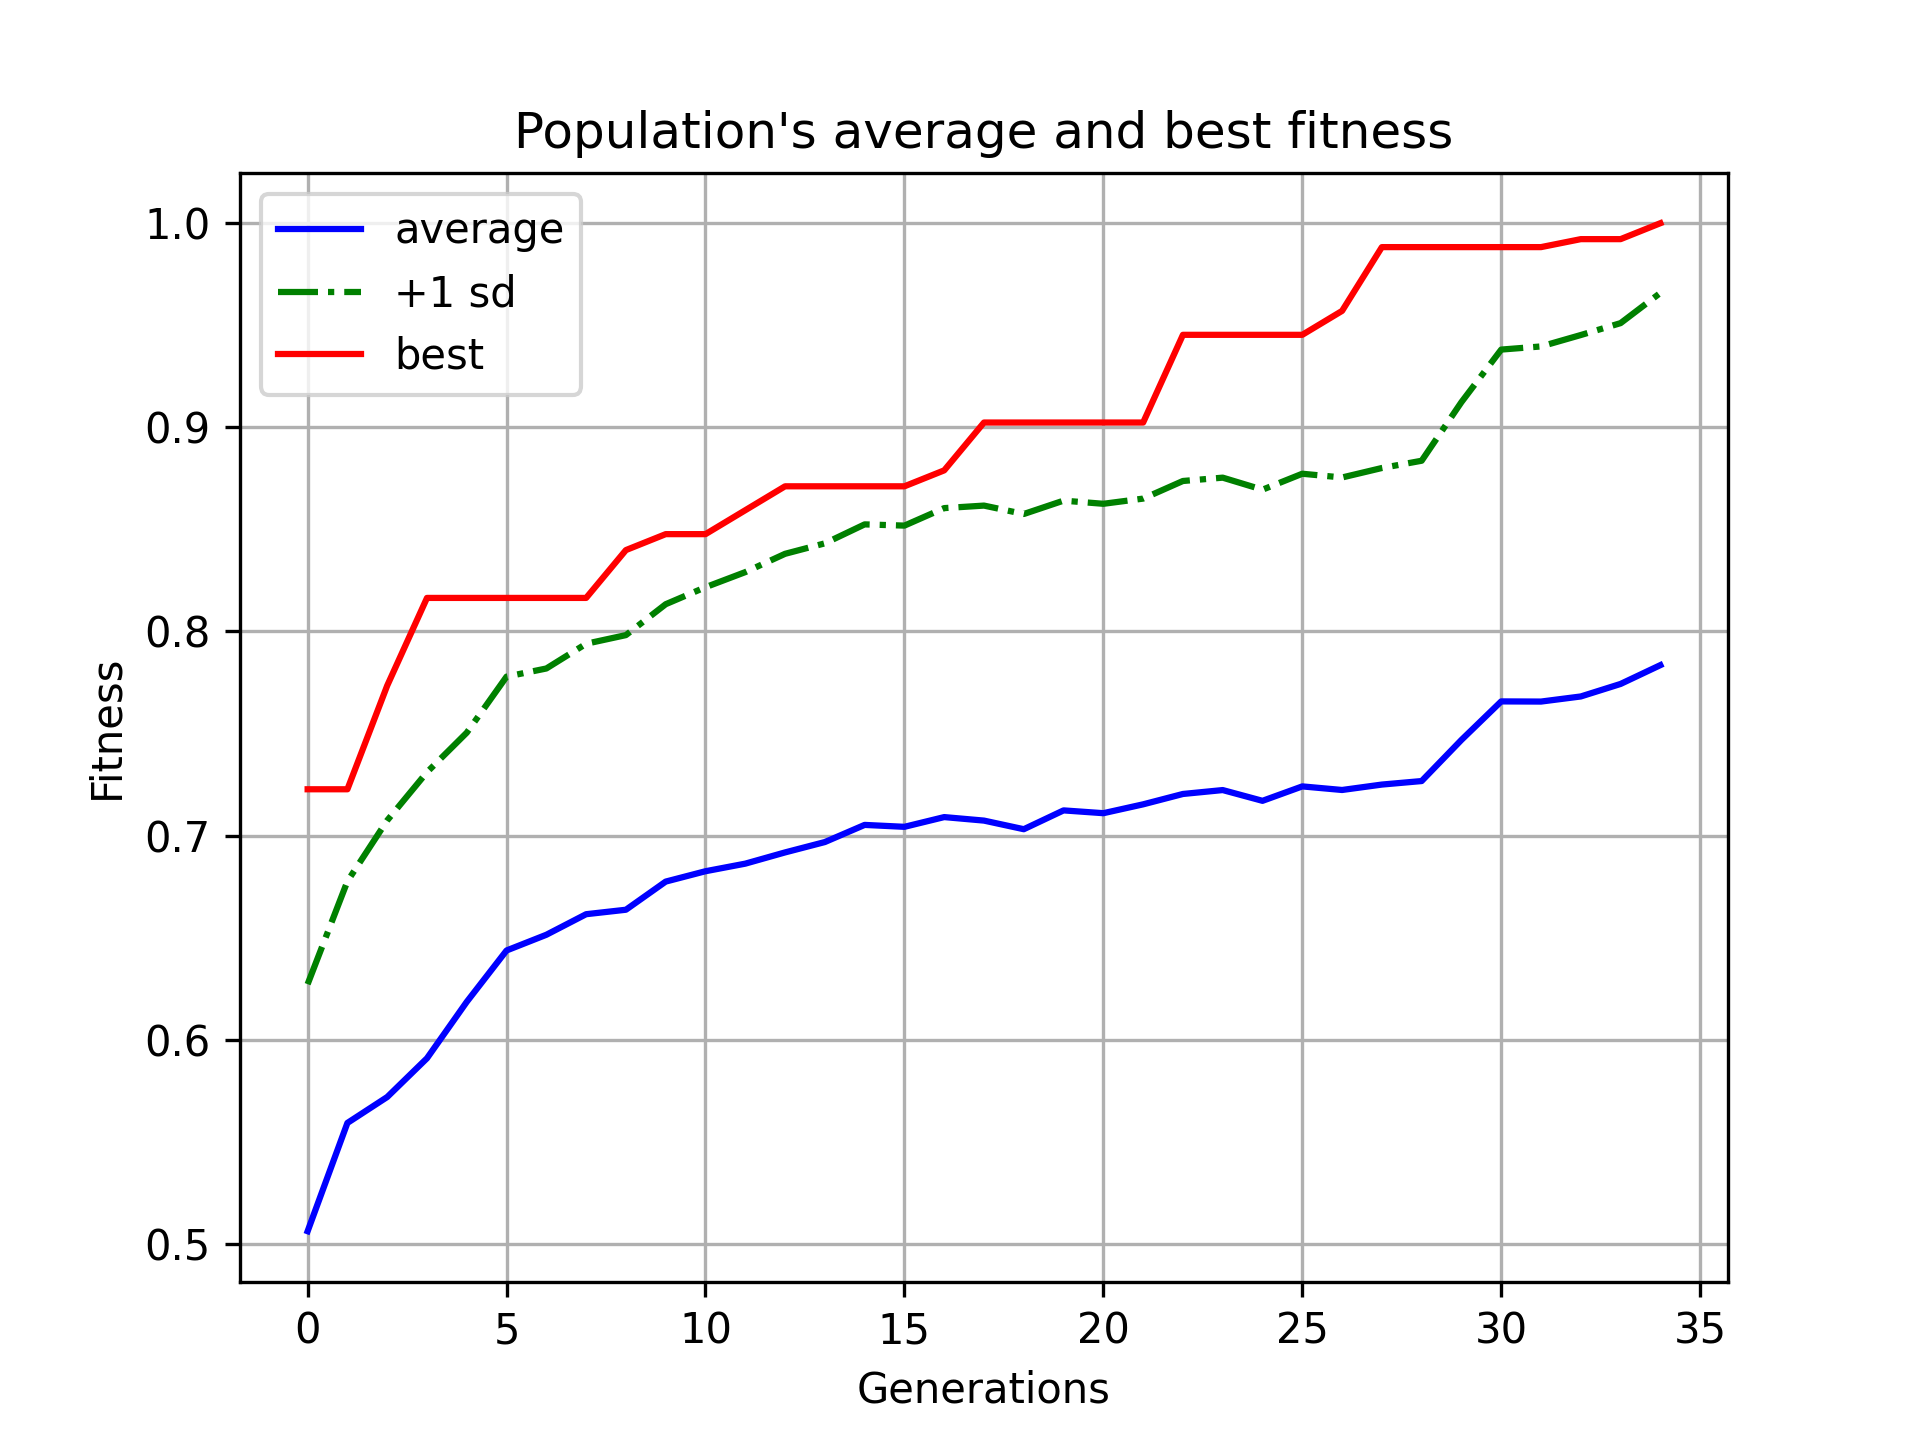 Population's average and best fitness
average
+1 sd
best
1.0
0.9
0.8
0.7
0.6
0.5
Fitness
0 5 10 15 20 25 30 35
Generations